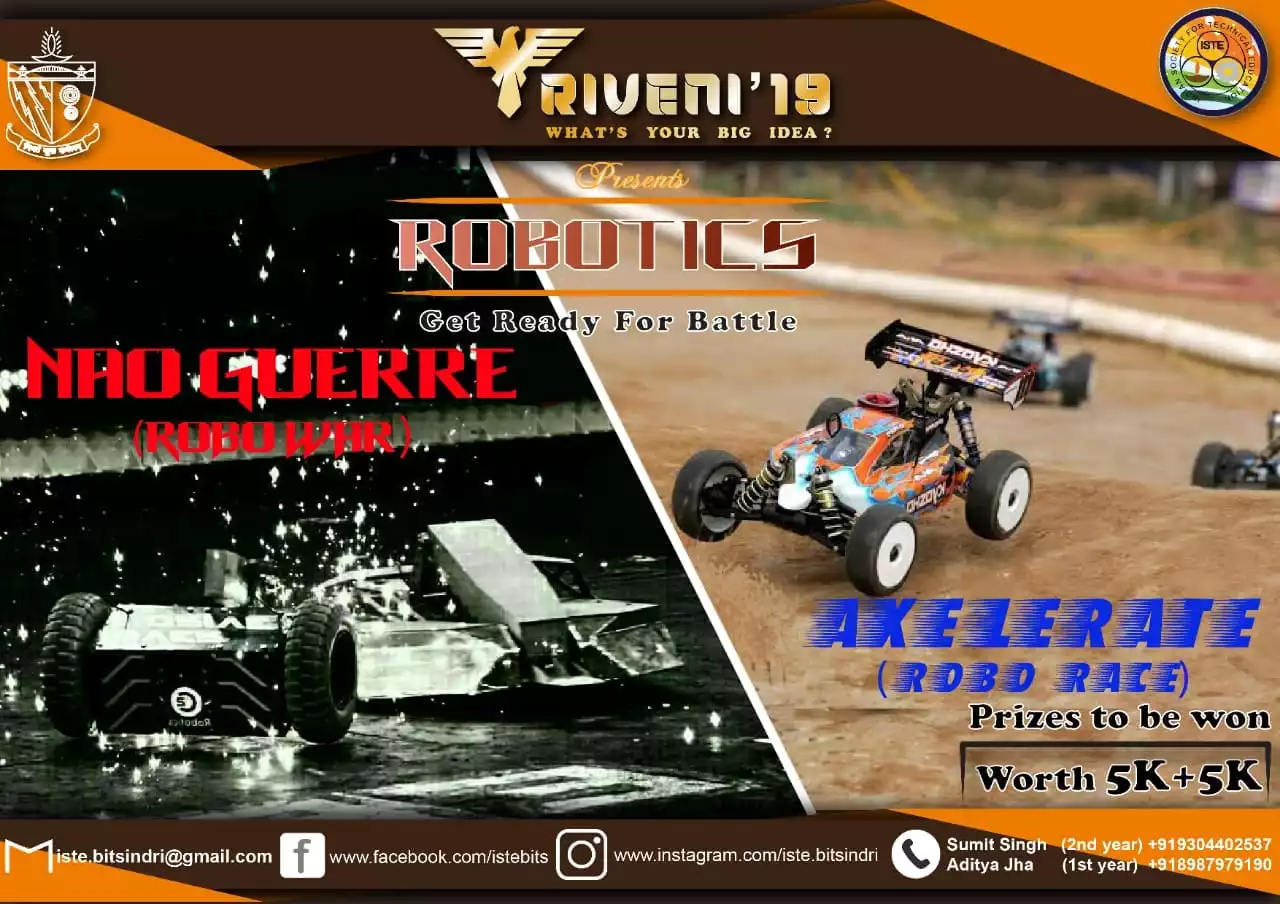 TRIVENI'19
WHAT'S YOUR BIG IDEA?
ISTE
Presents
ROBOTICS
Get Ready For Battle
NAO GUERRE
(ROBO WAR)
AXELERATE
(ROBO RACE)
Prizes to be won
Worth 5K+5K
Robotics
iste.bitsindri@gmail.com
www.facebook.com/istebits
www.instagram.com/iste.bitsindri
Sumit Singh (2nd year) +919304402537
Aditya Jha (1st year) +918987979190